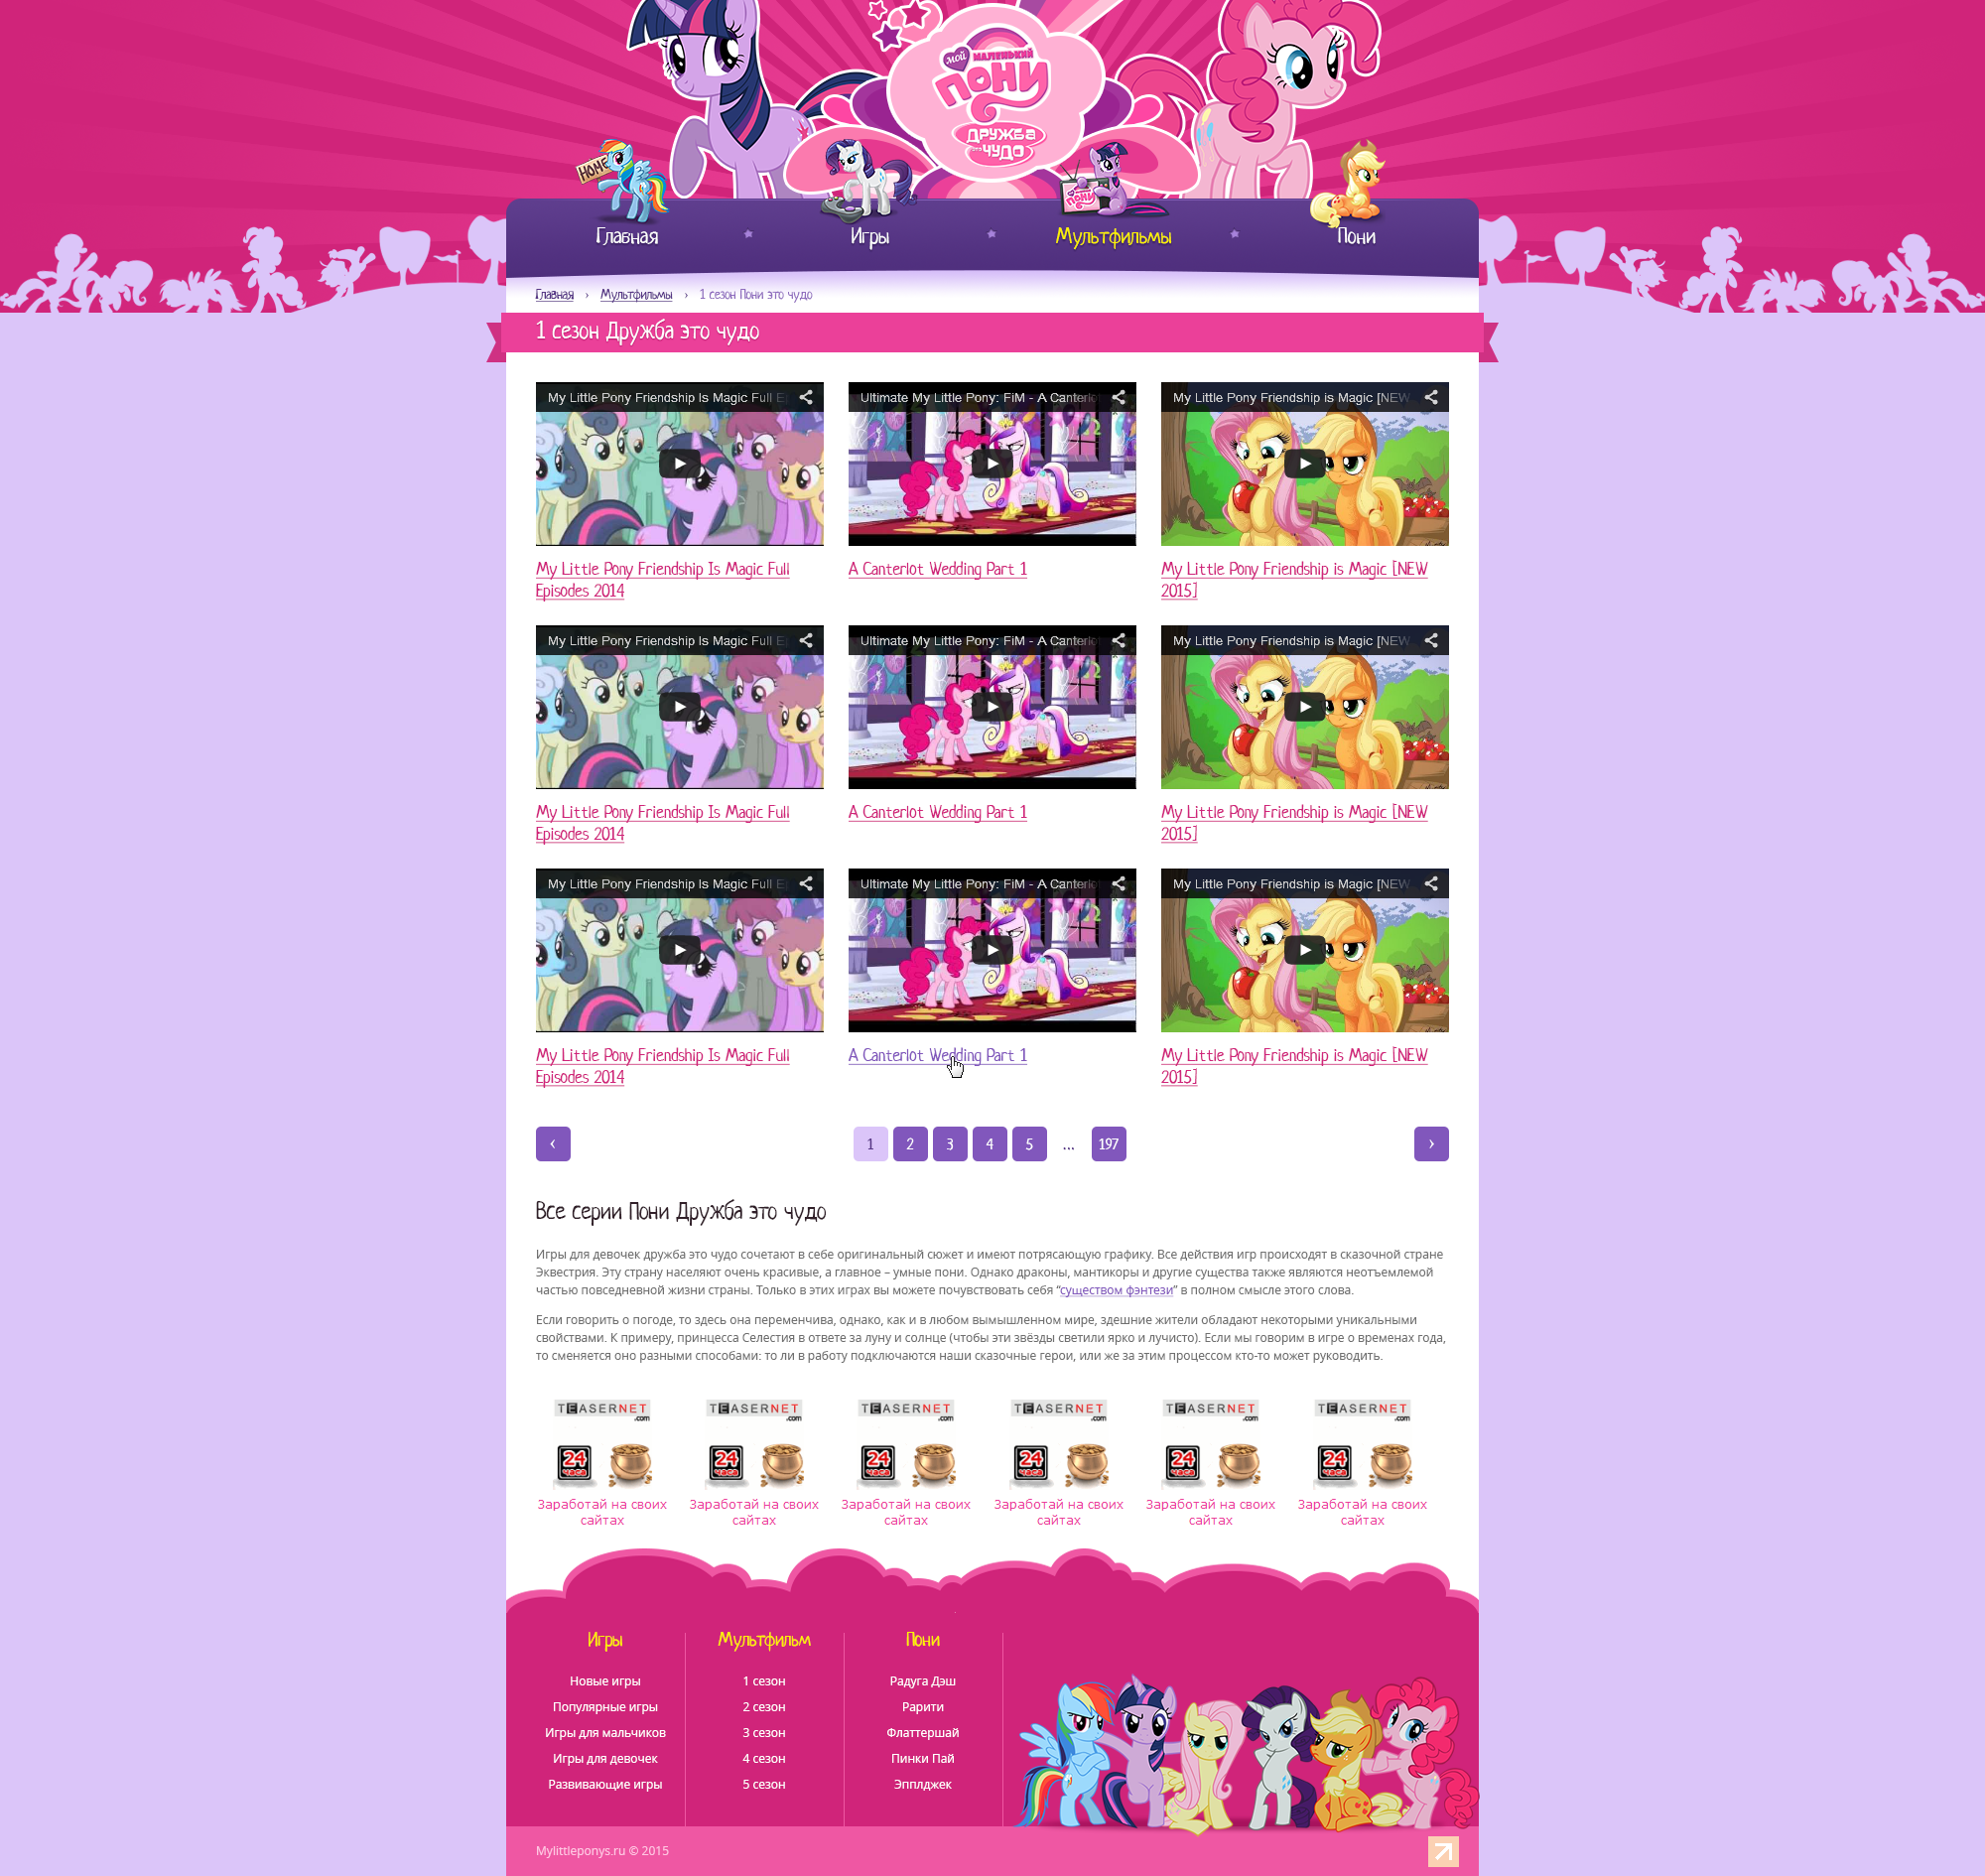 мой маленький
пони
дружба
это чудо
HOME
пони
Главная
Игры
Мультфильмы
Пони
Главная › Мультфильмы › 1 сезон Пони это чудо
1 сезон Дружба это чудо
My Little Pony Friendship Is Magic Full Ep
Ultimate My Little Pony: FiM - A Canterlot
My Little Pony Friendship is Magic [NEW
My Little Pony Friendship Is Magic Full
Episodes 2014
A Canterlot Wedding Part 1
My Little Pony Friendship is Magic [NEW
2015]
My Little Pony Friendship Is Magic Full Ep
Ultimate My Little Pony: FiM - A Canterlot
My Little Pony Friendship is Magic [NEW
My Little Pony Friendship Is Magic Full
Episodes 2014
A Canterlot Wedding Part 1
My Little Pony Friendship is Magic [NEW
2015]
My Little Pony Friendship Is Magic Full Ep
Ultimate My Little Pony: FiM - A Canterlot
My Little Pony Friendship is Magic [NEW
My Little Pony Friendship Is Magic Full
Episodes 2014
A Canterlot Wedding Part 1
My Little Pony Friendship is Magic [NEW
2015]
‹ 1 2 3 4 5 ... 197 ›
Все серии Пони Дружба это чудо
Игры для девочек дружба это чудо сочетают в себе оригинальный сюжет и имеют потрясающую графику. Все действия игр происходят в сказочной стране
Эквестрия. Эту страну населяют очень красивые, а главное – умные пони. Однако драконы, мантикоры и другие существа также являются неотъемлемой
частью повседневной жизни страны. Только в этих играх вы можете почувствовать себя “существом фэнтези” в полном смысле этого слова.
Если говорить о погоде, то здесь она переменчива, однако, как и в любом вымышленном мире, здешние жители обладают некоторыми уникальными
свойствами. К примеру, принцесса Селестия в ответе за луну и солнце (чтобы эти звёзды светили ярко и лучисто). Если мы говорим в игре о временах года,
то сменяется оно разными способами: то ли в работу подключаются наши сказочные герои, или же за этим процессом кто-то может руководить.
TEASERNET
.com
24
часа
Заработай на своих
сайтах
TEASERNET
.com
24
часа
Заработай на своих
сайтах
TEASERNET
.com
24
часа
Заработай на своих
сайтах
TEASERNET
.com
24
часа
Заработай на своих
сайтах
TEASERNET
.com
24
часа
Заработай на своих
сайтах
TEASERNET
.com
24
часа
Заработай на своих
сайтах
Игры
Новые игры
Популярные игры
Игры для мальчиков
Игры для девочек
Развивающие игры
Мультфильм
1 сезон
2 сезон
3 сезон
4 сезон
5 сезон
Пони
Радуга Дэш
Рарити
Флаттершай
Пинки Пай
Эпплджек
Mylittleponys.ru © 2015